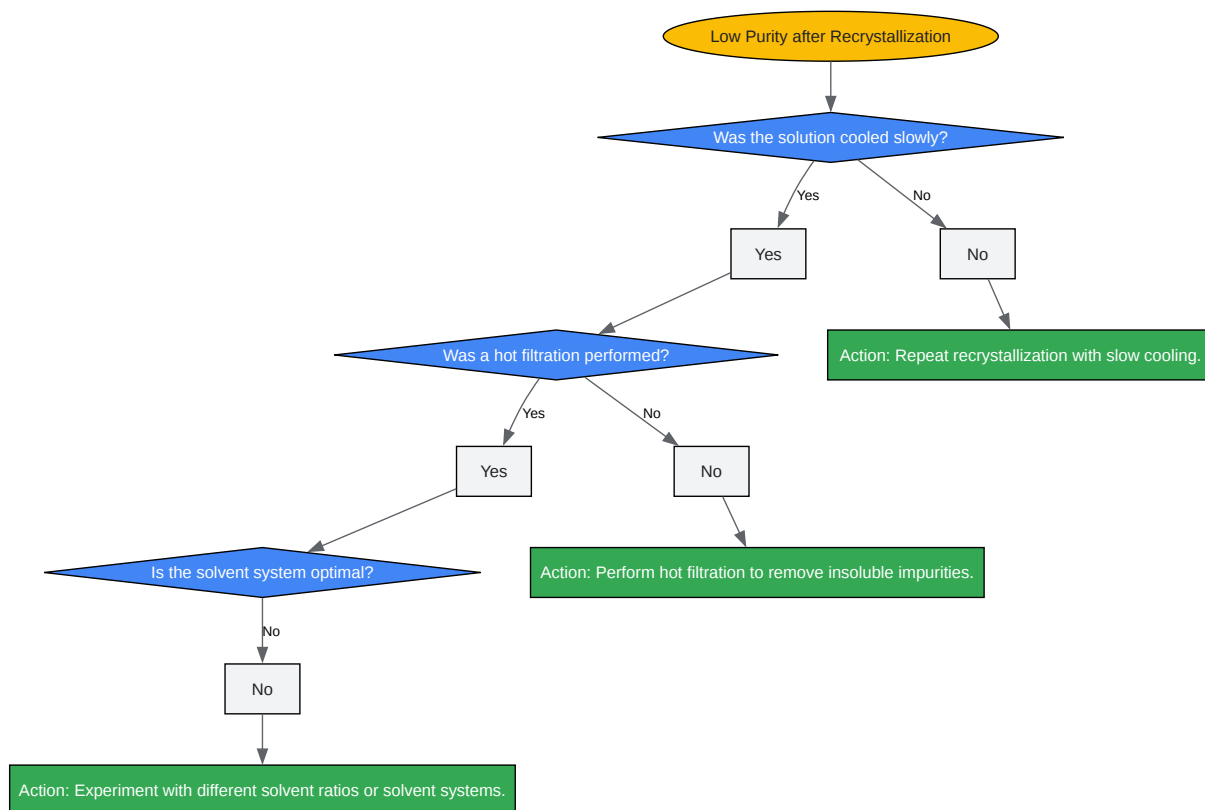 Low Purity after Recrystallization
Was the solution cooled slowly?
Yes
No
Yes
No
Was a hot filtration performed?
Action: Repeat recrystallization with slow cooling.
Yes
No
Yes
No
Is the solvent system optimal?
Action: Perform hot filtration to remove insoluble impurities.
No
No
Action: Experiment with different solvent ratios or solvent systems.